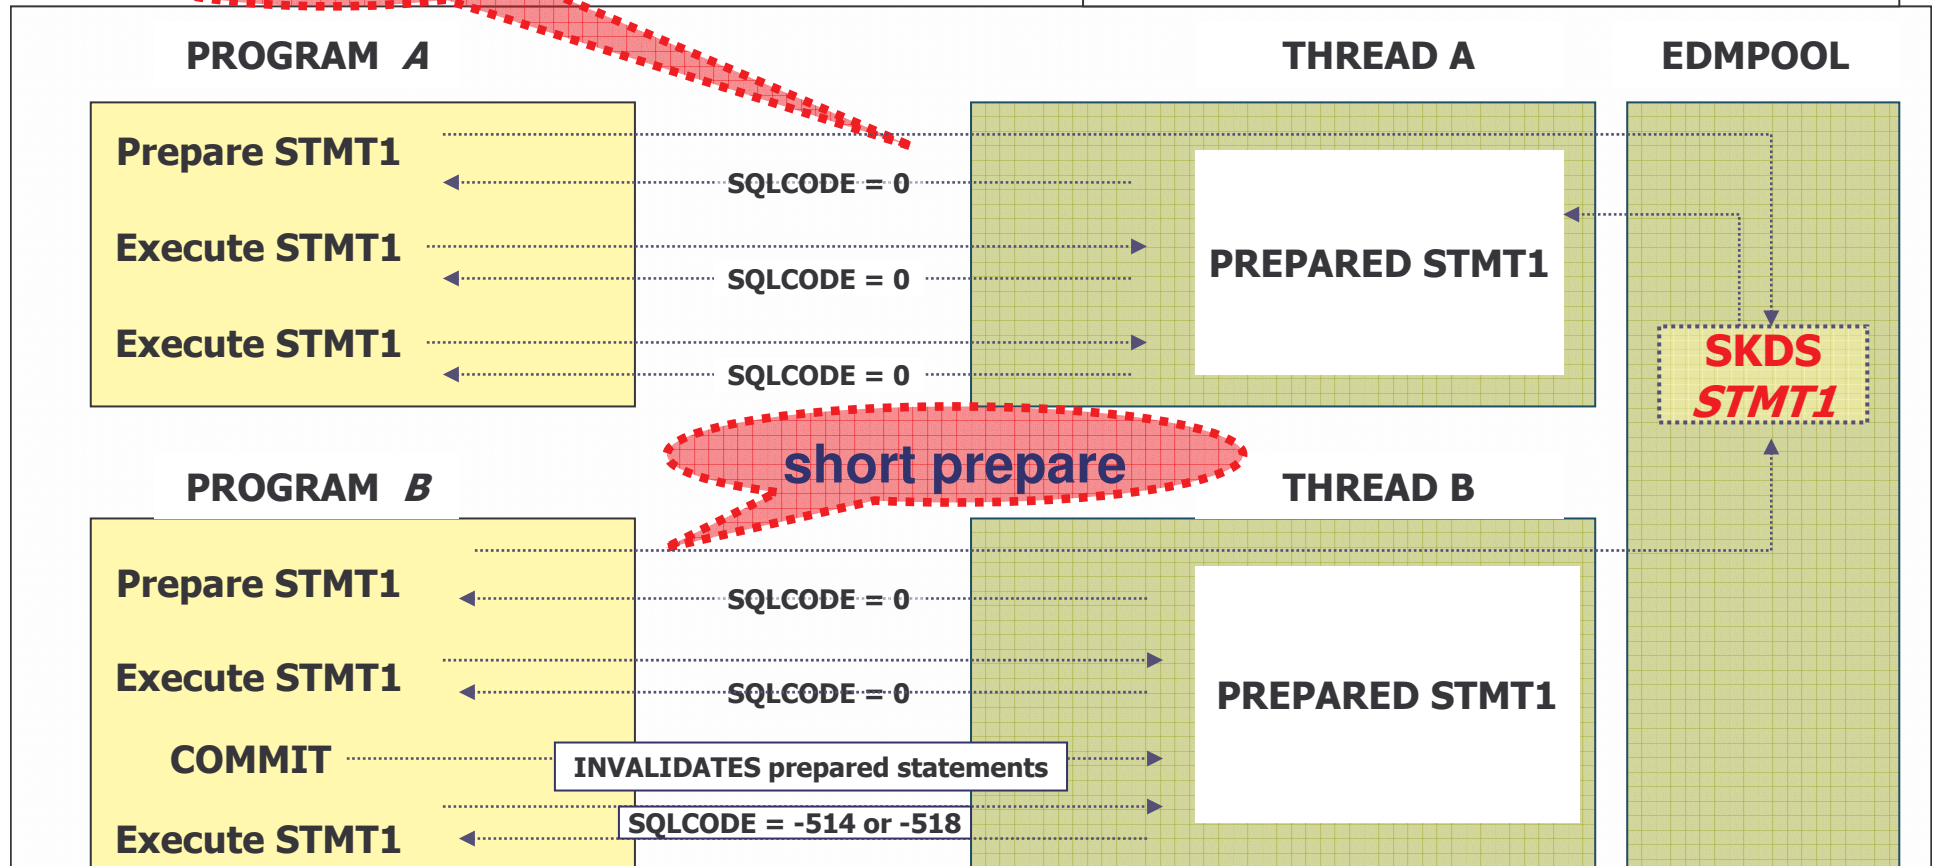 PROGRAM A
THREAD A
EDMPOOL
Prepare STMT1
SQLCODE = 0
Execute STMT1
SQLCODE = 0
PREPARED STMT1
Execute STMT1
SQLCODE = 0
SKDS
STMT1
short prepare
PROGRAM B
THREAD B
Prepare STMT1
SQLCODE = 0
Execute STMT1
SQLCODE = 0
PREPARED STMT1
COMMIT
INVALIDATES prepared statements
SQLCODE = -514 or -518
Execute STMT1